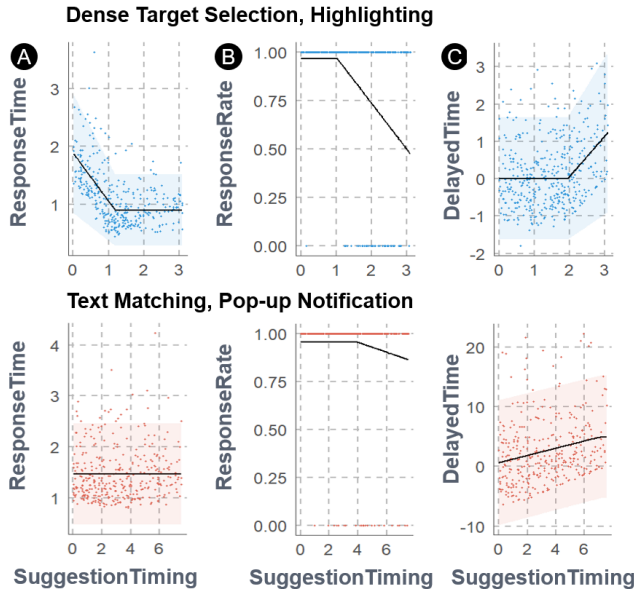 Dense Target Selection, Highlighting
A B C
ResponseTime
3
2
1
0 1 2 3
ResponseRate
1.00
0.75
0.50
0.25
0.00
0 1 2 3
DelayedTime
3
2
1
0
-1
-2
0 1 2 3
Text Matching, Pop-up Notification
ResponseTime
4
3
2
1
0 2 4 6
SuggestionTiming
ResponseRate
1.00
0.75
0.50
0.25
0.00
0 2 4 6
SuggestionTiming
DelayedTime
20
10
0
-10
0 2 4 6
SuggestionTiming